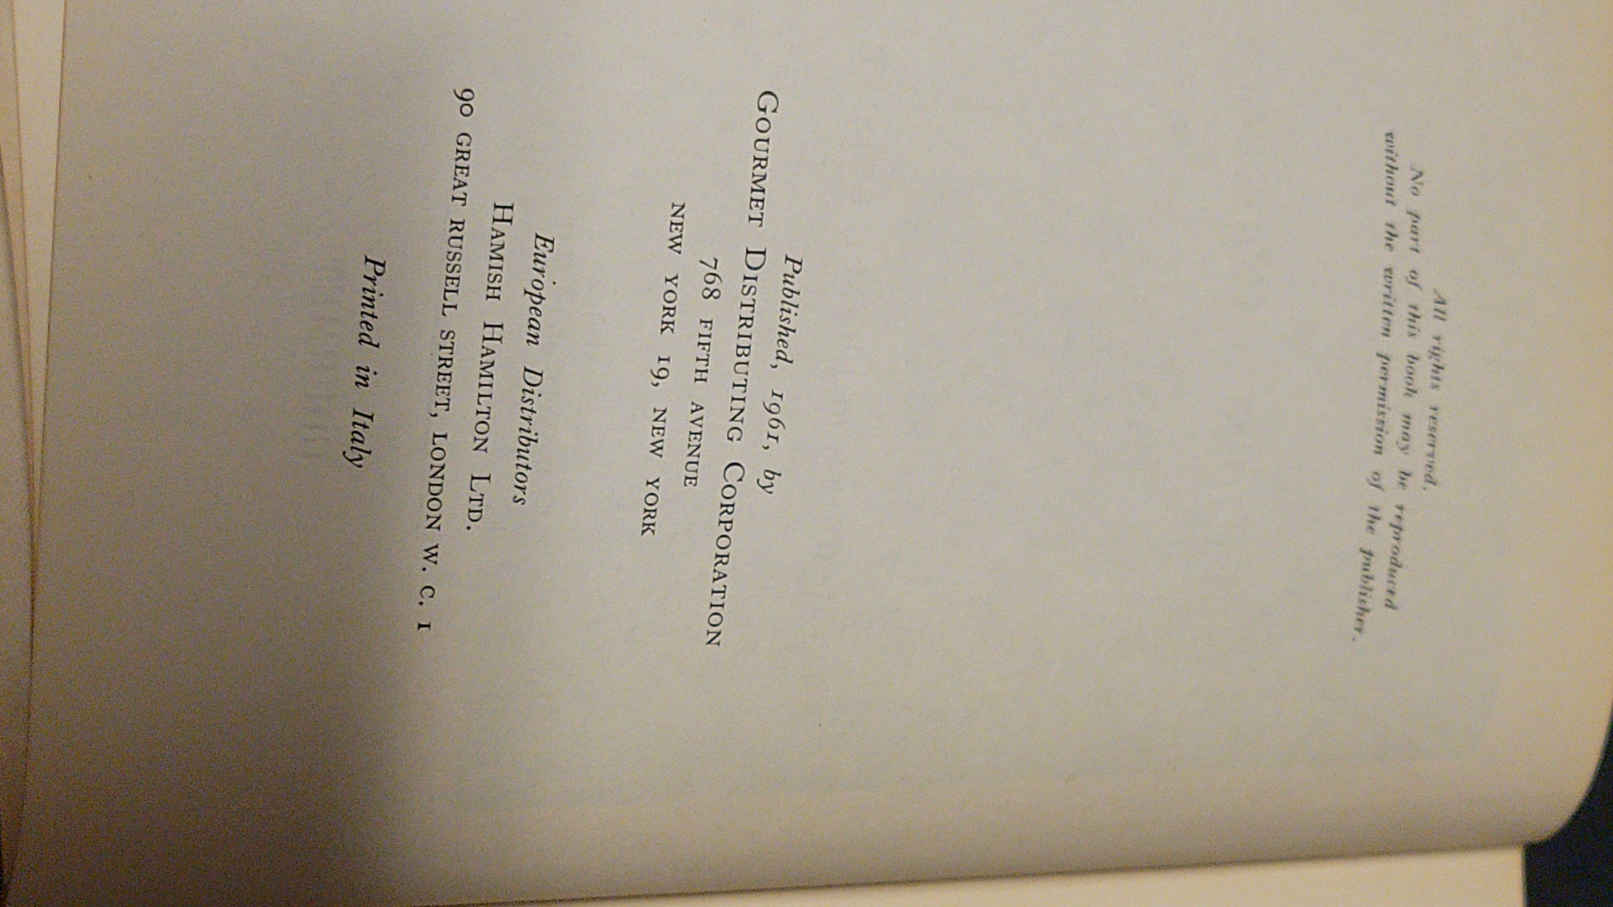 All rights reserved.
No part of this book may be reproduced
without the written permission of the publisher.
Published, 1961, by
GOURMET DISTRIBUTING CORPORATION
768 FIFTH AVENUE
NEW YORK 19, NEW YORK
European Distributors
HAMISH HAMILTON LTD.
90 GREAT RUSSELL STREET, LONDON W. C. 1
Printed in Italy